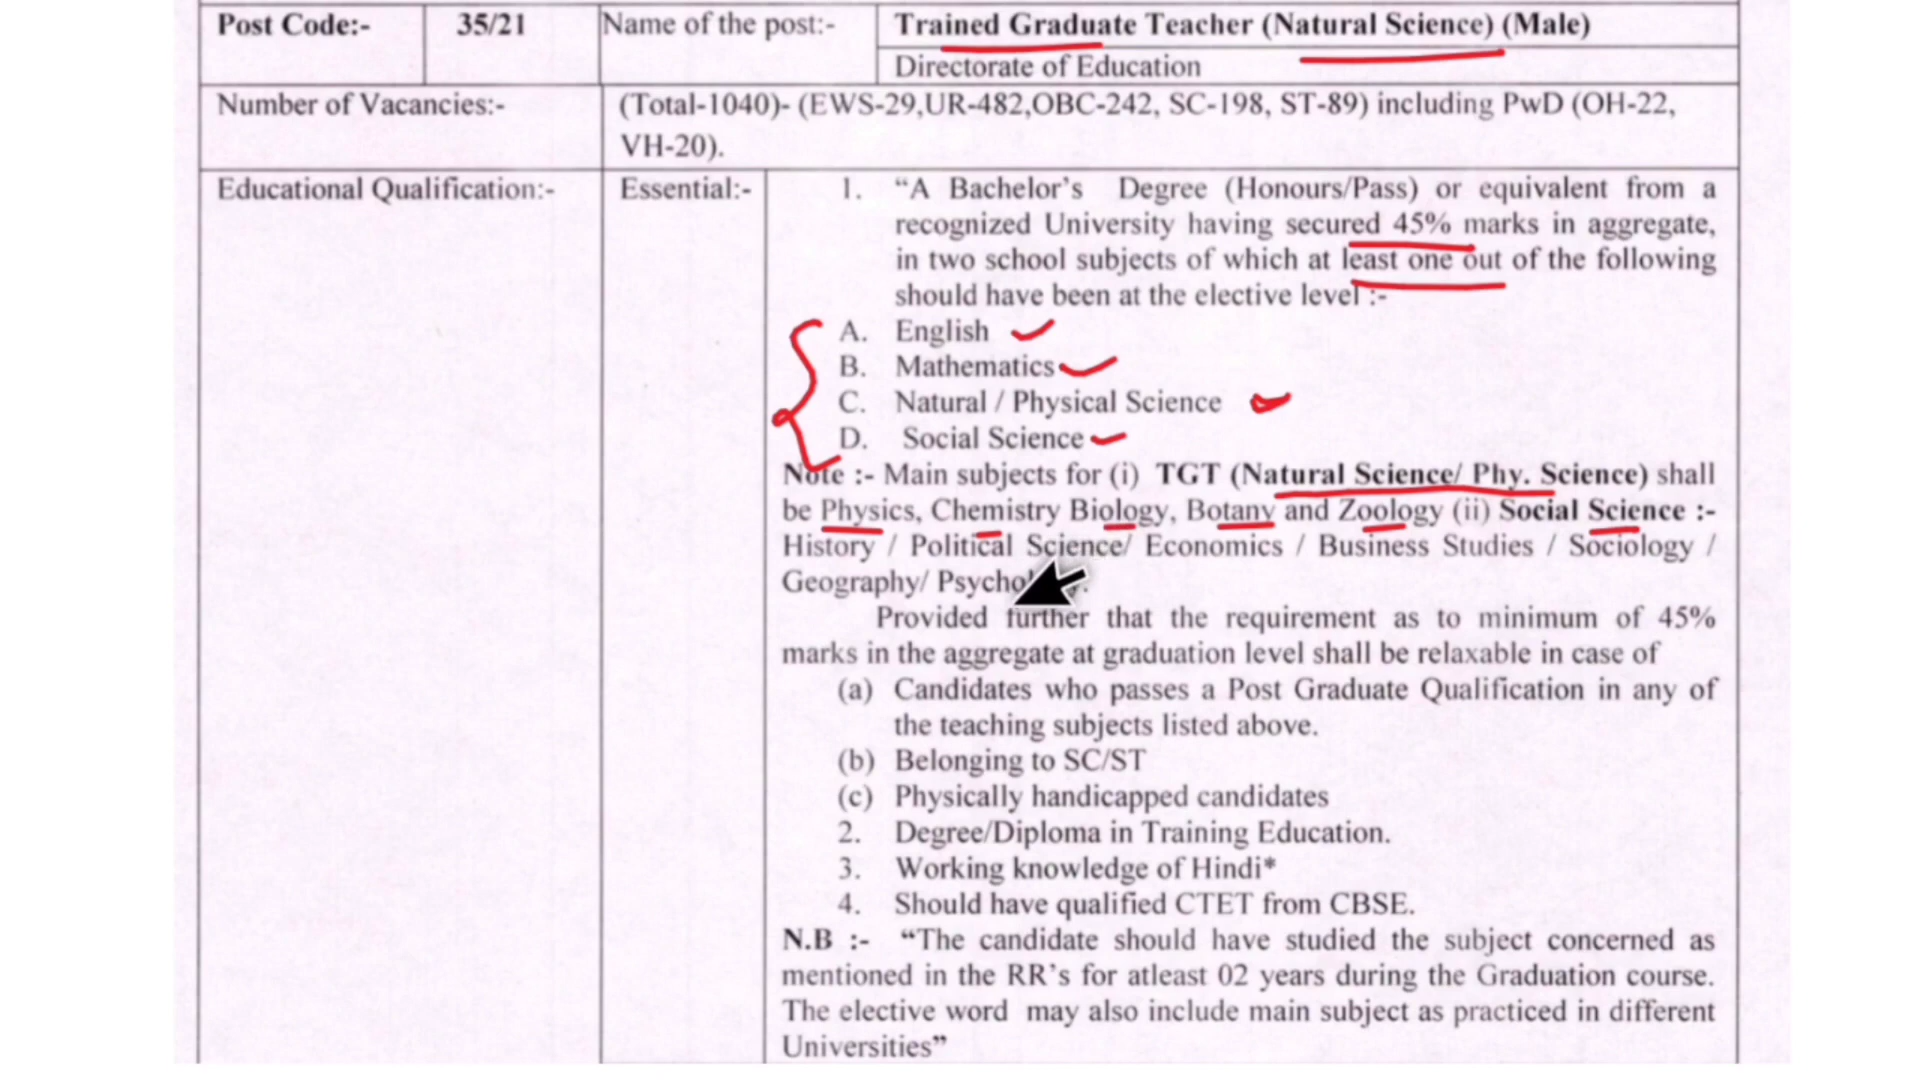 Post Code:- 35/21 Name of the post:- Trained Graduate Teacher (Natural Science) (Male)
Directorate of Education
Number of Vacancies:- (Total-1040)- (EWS-29,UR-482,OBC-242, SC-198, ST-89) including PwD (OH-22,
VH-20).
Educational Qualification:- Essential:- 1. “A Bachelor’s Degree (Honours/Pass) or equivalent from a
recognized University having secured 45% marks in aggregate,
in two school subjects of which at least one out of the following
should have been at the elective level :-
A. English
B. Mathematics
C. Natural / Physical Science
D. Social Science
Note :- Main subjects for (i) TGT (Natural Science/ Phy. Science) shall
be Physics, Chemistry Biology, Botany and Zoology (ii) Social Science :-
History / Political Science/ Economics / Business Studies / Sociology /
Geography/
Provided further that the requirement as to minimum of 45%
marks in the aggregate at graduation level shall be relaxable in case of
(a) Candidates who passes a Post Graduate Qualification in any of
the teaching subjects listed above.
(b) Belonging to SC/ST
(c) Physically handicapped candidates
2. Degree/Diploma in Training Education.
3. Working knowledge of Hindi*
4. Should have qualified CTET from CBSE.
N.B :- “The candidate should have studied the subject concerned as
mentioned in the RR’s for atleast 02 years during the Graduation course.
The elective word may also include main subject as practiced in different
Universities”